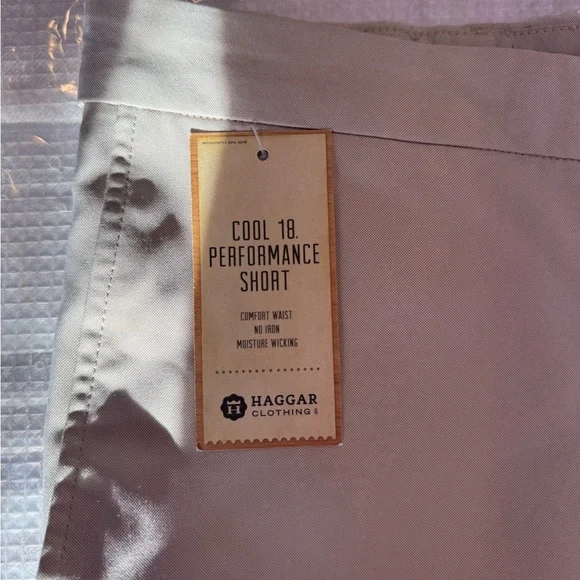 COOL 18.
PERFORMANCE
SHORT
COMFORT WAIST
NO IRON
MOISTURE WICKING
H HAGGAR
CLOTHING